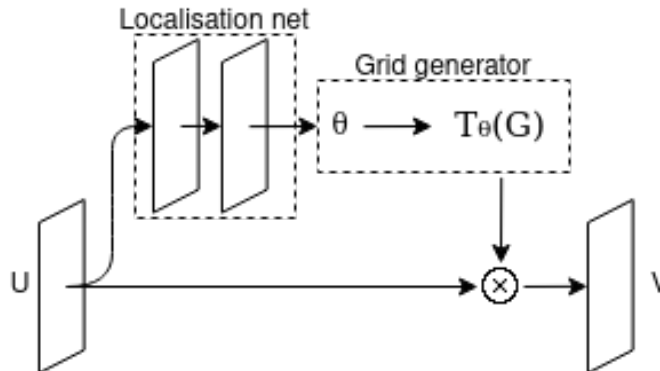 Localisation net
Grid generator
θ
Tθ(G)
U
V